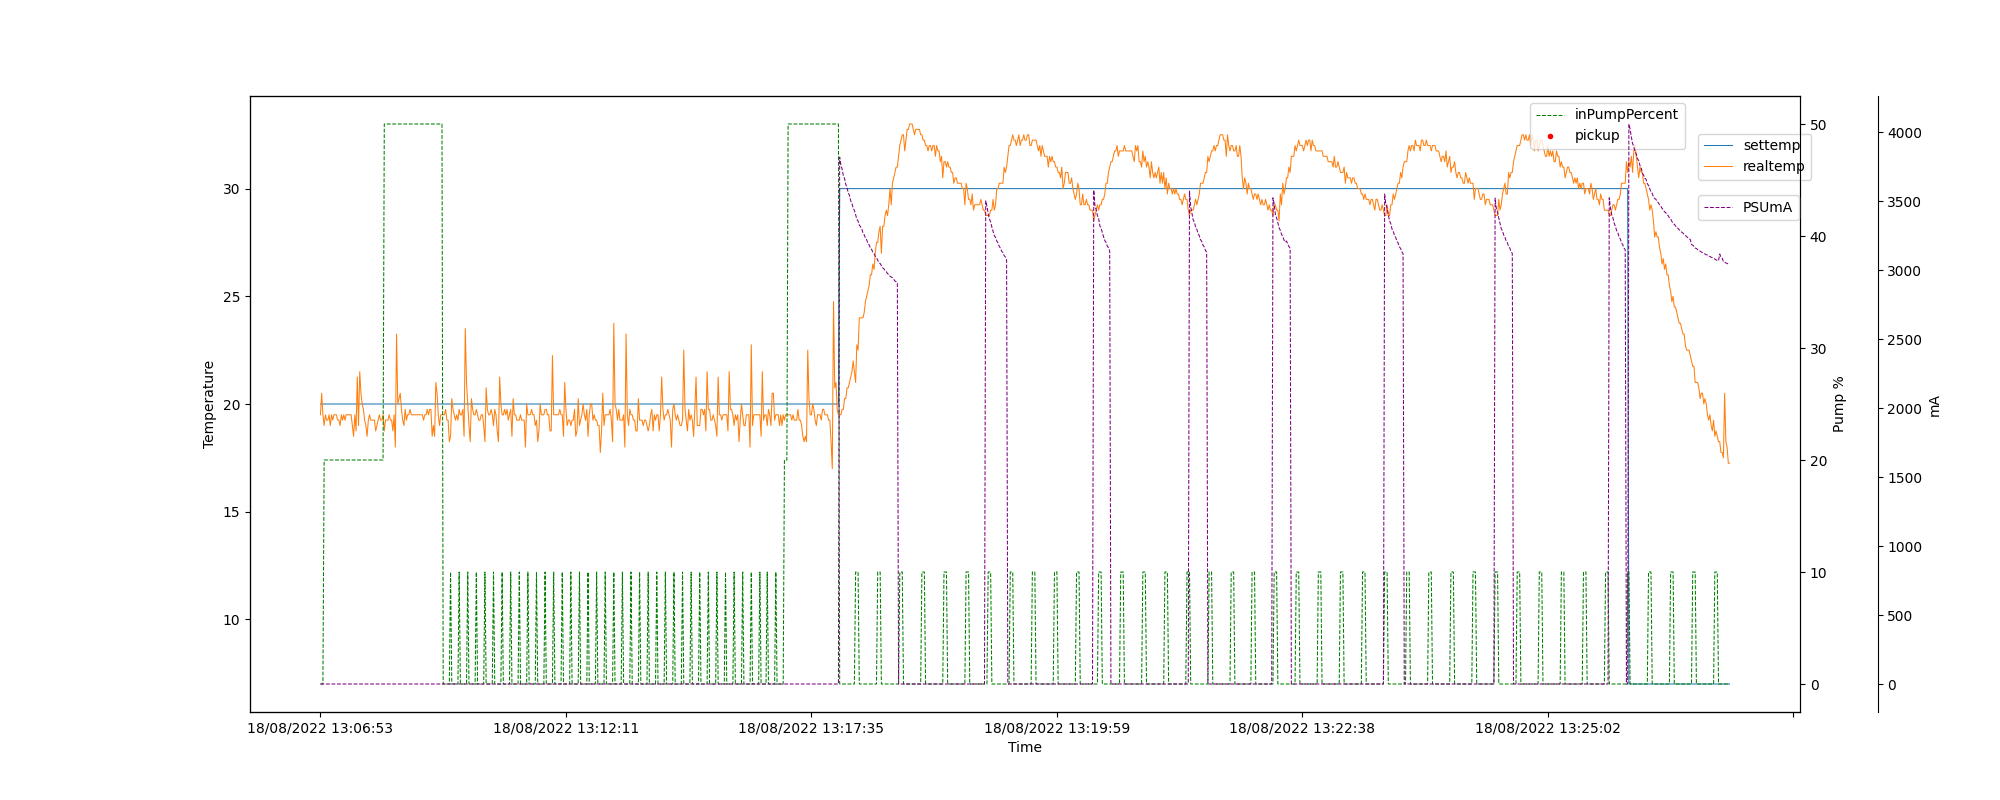 inPumpPercent
pickup
settemp
realtemp
PSUmA
Temperature
30
25
20
15
10
50
40
30
20
10
0
Pump %
4000
3500
3000
2500
2000
1500
1000
500
0
mA
18/08/2022 13:06:53
18/08/2022 13:12:11
18/08/2022 13:17:35
18/08/2022 13:19:59
18/08/2022 13:22:38
18/08/2022 13:25:02
Time